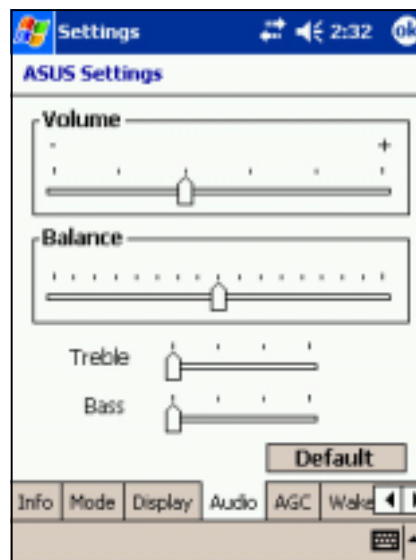 Settings 2:32 ok
ASUS Settings
Volume
- +
Balance
Treble
Bass
Default
Info Mode Display Audio AGC Wake